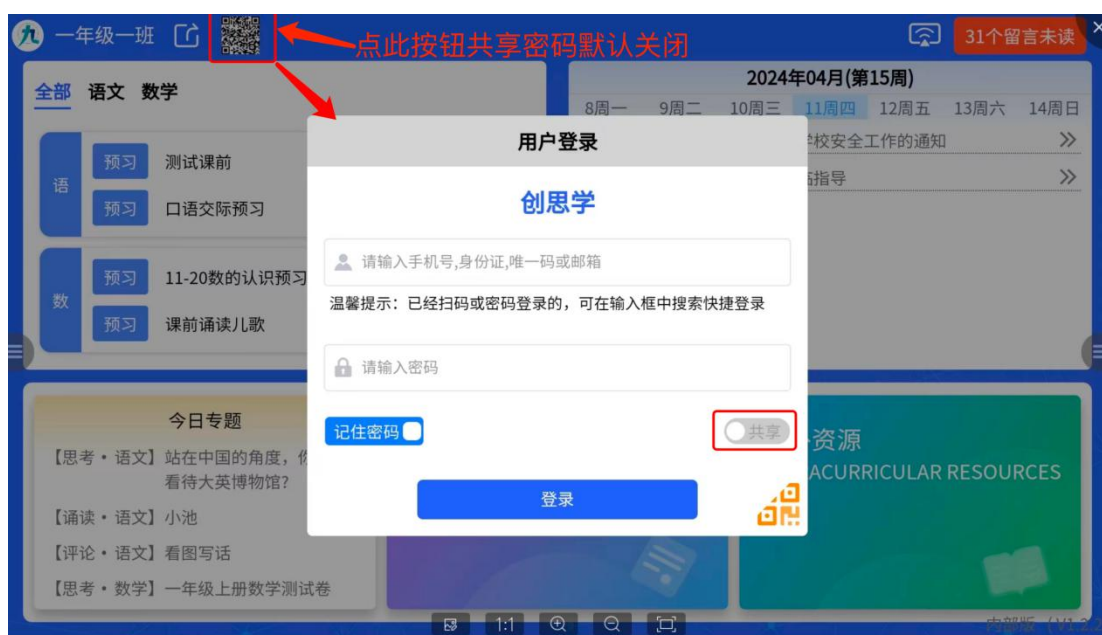 一年级一班
点此按钮共享密码默认关闭
31个留言未读
全部 语文 数学
2024年04月(第15周)
8周一 9周二 10周三 11周四 12周五 13周六 14周日
语
预习 测试课前
预习 口语交际预习
校安全工作的通知
指导
数
预习 11-20数的认识预习
预习 课前诵读儿歌
用户登录
创思学
请输入手机号,身份证,唯一码或邮箱
温馨提示：已经扫码或密码登录的，可在输入框中搜索快捷登录
请输入密码
记住密码
共享
登录
今日专题
【思考·语文】站在中国的角度，
看待大英博物馆？
【诵读·语文】小池
【评论·语文】看图写话
【思考·数学】一年级上册数学测试卷
资源
ACURRICULAR RESOURCES
1:1